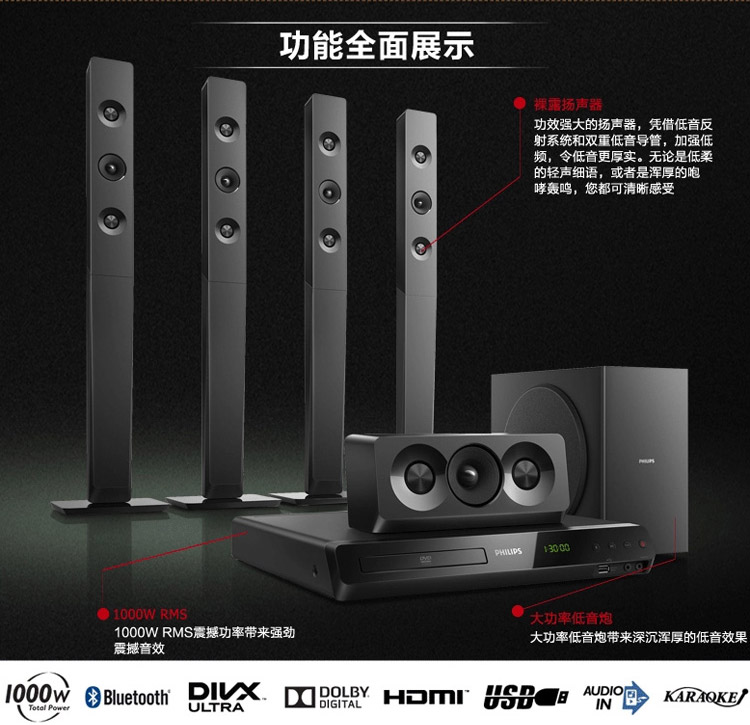 功能全面展示
裸露扬声器
功效强大的扬声器，凭借低音反
射系统和双重低音导管，加强低
频，令低音更厚实。无论是低柔
的轻声细语，或者是浑厚的咆
哮轰鸣，您都可清晰感受
PHILIPS
DVD
PHILIPS
130:00
1000W RMS
1000W RMS震撼功率带来强劲
震撼音效
大功率低音炮
大功率低音炮带来深沉浑厚的低音效果
1000W
Total Power
Bluetooth
DIVX
ULTRA
DOLBY
DIGITAL
HDMI
USB
AUDIO
IN
KARAOKE